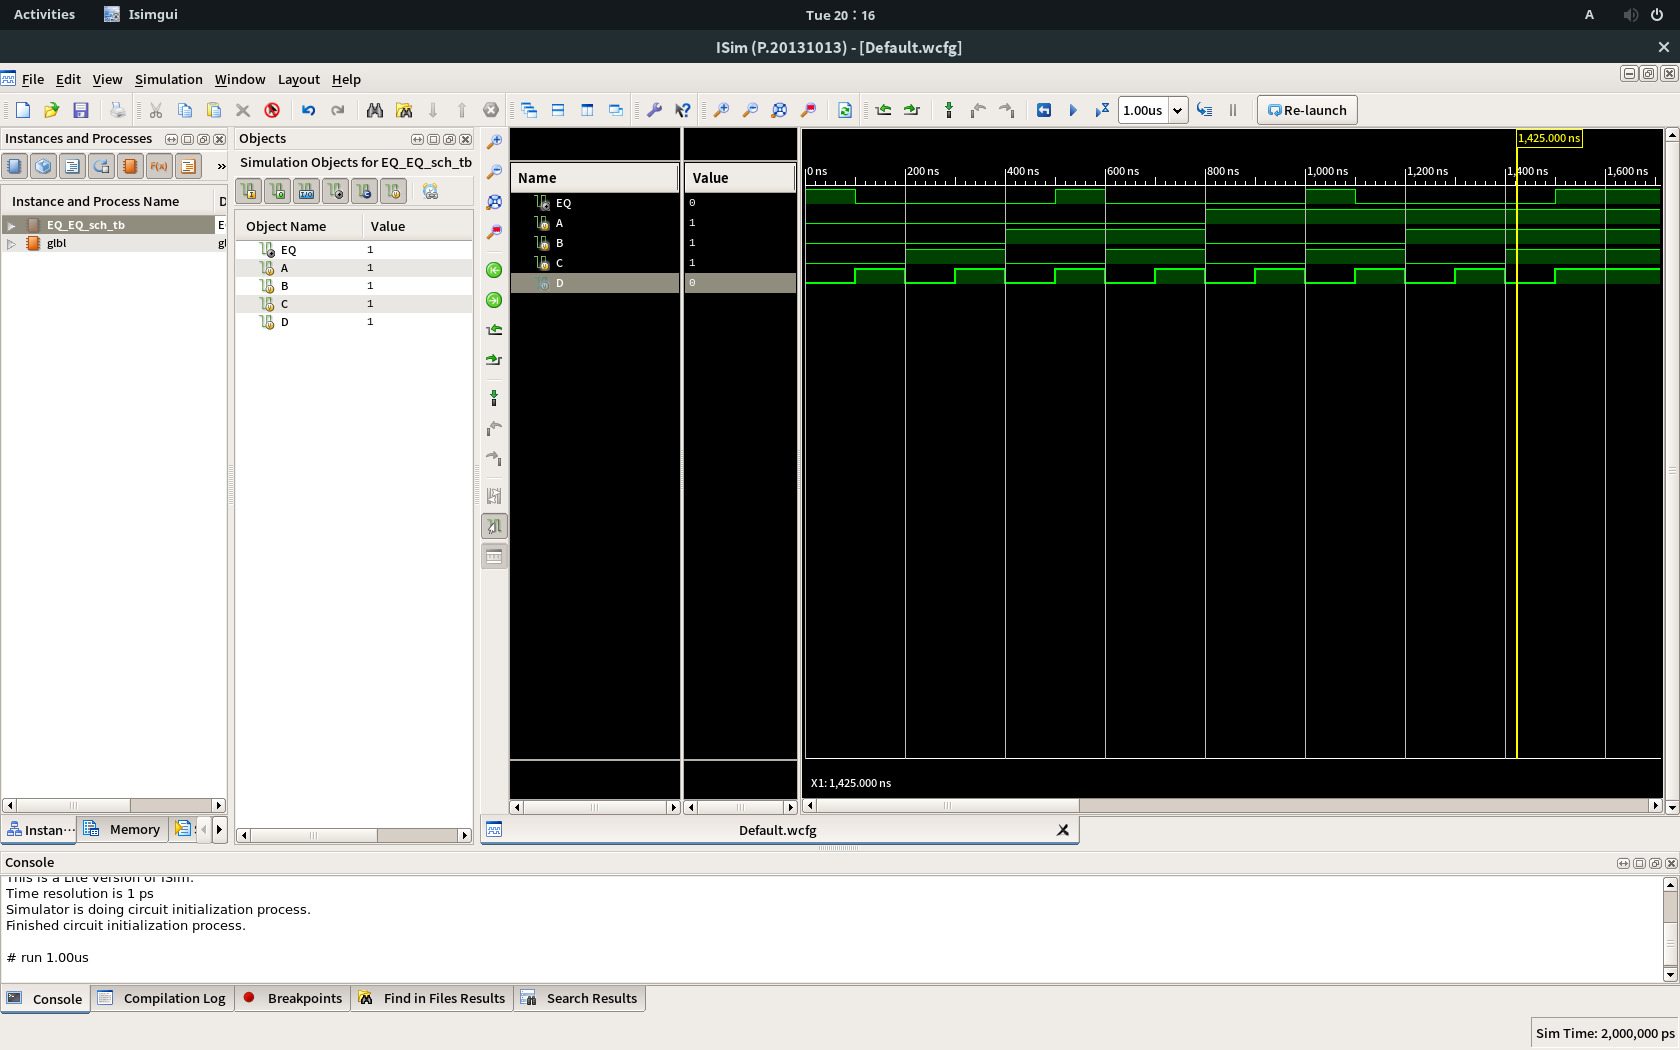 Activities
Isimgui
Tue 20：16
A
ISim (P.20131013) - [Default.wcfg]
File Edit View Simulation Window Layout Help
1.00us
Re-launch
Instances and Processes
f(x)
»
Instance and Process Name
D
EQ_EQ_sch_tb
E
glbl
gl
Instan···
Memory
Objects
Simulation Objects for EQ_EQ_sch_tb
Object Name Value
EQ 1
A 1
B 1
C 1
D 1
Name Value
EQ 0
A 1
B 1
C 1
D 0
1,425.000 ns
0 ns 200 ns 400 ns 600 ns 800 ns 1,000 ns 1,200 ns 1,400 ns 1,600 ns
X1: 1,425.000 ns
Default.wcfg
Console
This is a Lite version of ISim.
Time resolution is 1 ps
Simulator is doing circuit initialization process.
Finished circuit initialization process.
# run 1.00us
Console
Compilation Log
Breakpoints
Find in Files Results
Search Results
Sim Time: 2,000,000 ps